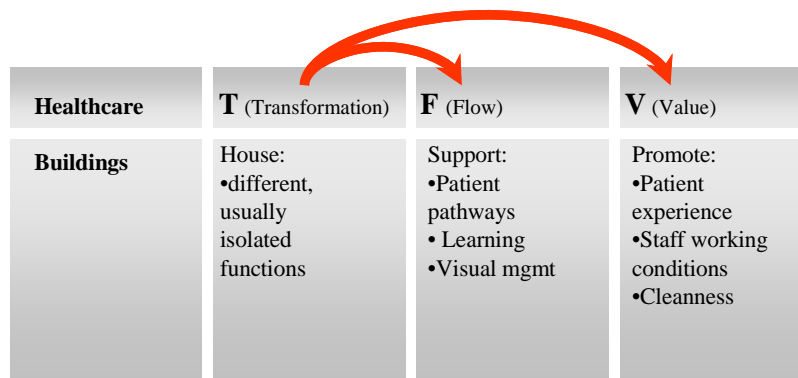 Healthcare
T (Transformation)
F (Flow)
V (Value)
Buildings
House:
•different,
usually
isolated
functions
Support:
•Patient
pathways
• Learning
•Visual mgmt
Promote:
•Patient
experience
•Staff working
conditions
•Cleanness